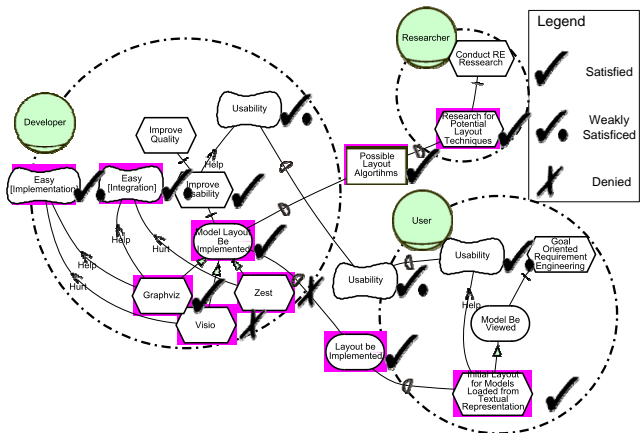 Legend
Satisfied
Weakly
Satisficed
Denied
Researcher
Conduct RE
Ressearch
Research for
Potential
Layout
Techniques
Possible
Layout
Algortihms
Developer
Usability
Improve
Quality
Help
Easy
[Implementation]
Easy
[Integration]
Improve
Usability
Model Layout
Be
Implemented
Help
Hurt
Help
Hurt
Graphviz
Zest
Visio
User
Usability
Usability
Goal
Oriented
Requirement
Engineering
Help
Model Be
Viewed
Layout be
Implemented
Initial Layout
for Models
Loaded from
Textual
Representation